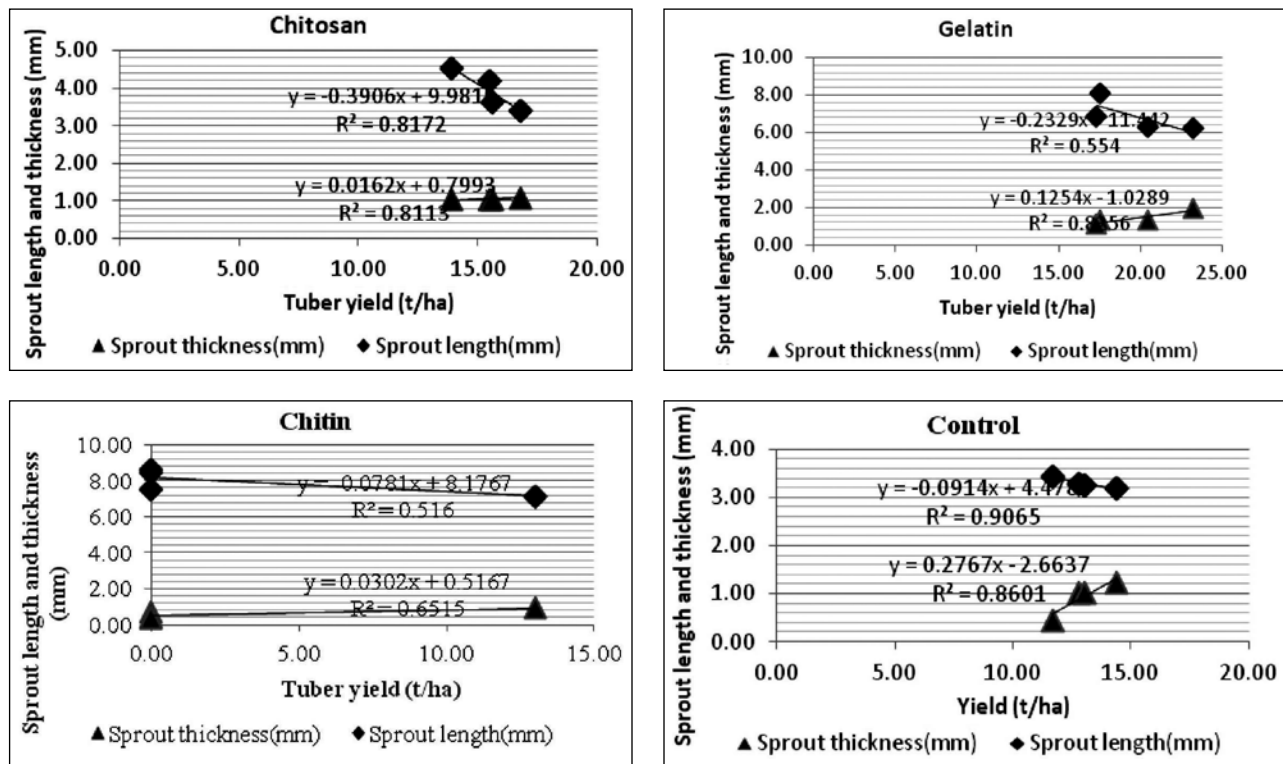 Chitosan
Sprout length and thickness (mm)
5.00
4.00
3.00
2.00
1.00
0.00
y = -0.3906x +
R² = 0.8172
y = 0.0162x + 0.7993
R² = 0.8113
0.00 5.00 10.00 15.00 20.00
Tuber yield (t/ha)
Sprout thickness(mm) Sprout length(mm)
Gelatin
Sprout length and thickness (mm)
10.00
8.00
6.00
4.00
2.00
0.00
y = -0.2329x 11.442
R² = 0.554
y = 0.1254x - 1.0289
R² =
0.00 5.00 10.00 15.00 20.00 25.00
Tuber yield (t/ha)
Sprout thickness(mm) Sprout length(mm)
Chitin
Sprout length and thickness
(mm)
10.00
8.00
6.00
4.00
2.00
0.00
y = -0.0781x + 8.1767
R² = 0.516
y = 0.0302x + 0.5167
R² = 0.6515
0.00 5.00 10.00 15.00
Tuber yield (t/ha)
Sprout thickness(mm) Sprout length(mm)
Control
Sprout length and thickness (mm)
4.00
3.00
2.00
1.00
0.00
y = -0.0914x +
R² = 0.9065
y = 0.2767x - 2.6637
R² = 0.8601
0.00 5.00 10.00 15.00 20.00
Yield (t/ha)
Sprout thickness(mm) Sprout length(mm)